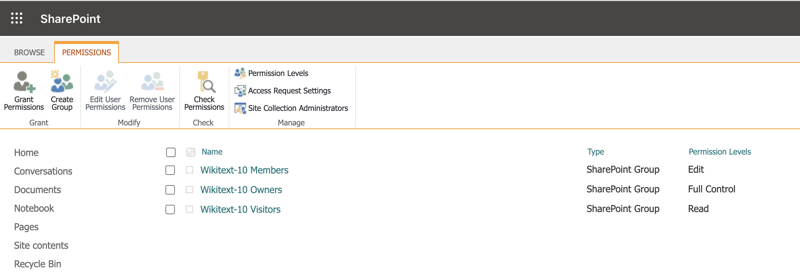 SharePoint
BROWSE PERMISSIONS
Grant Permissions
Create Group
Edit User Permissions
Remove User Permissions
Check Permissions
Permission Levels
Access Request Settings
Site Collection Administrators
Grant Modify Check Manage
Home
Conversations
Documents
Notebook
Pages
Site contents
Recycle Bin
Name Type Permission Levels
Wikitext-10 Members SharePoint Group Edit
Wikitext-10 Owners SharePoint Group Full Control
Wikitext-10 Visitors SharePoint Group Read